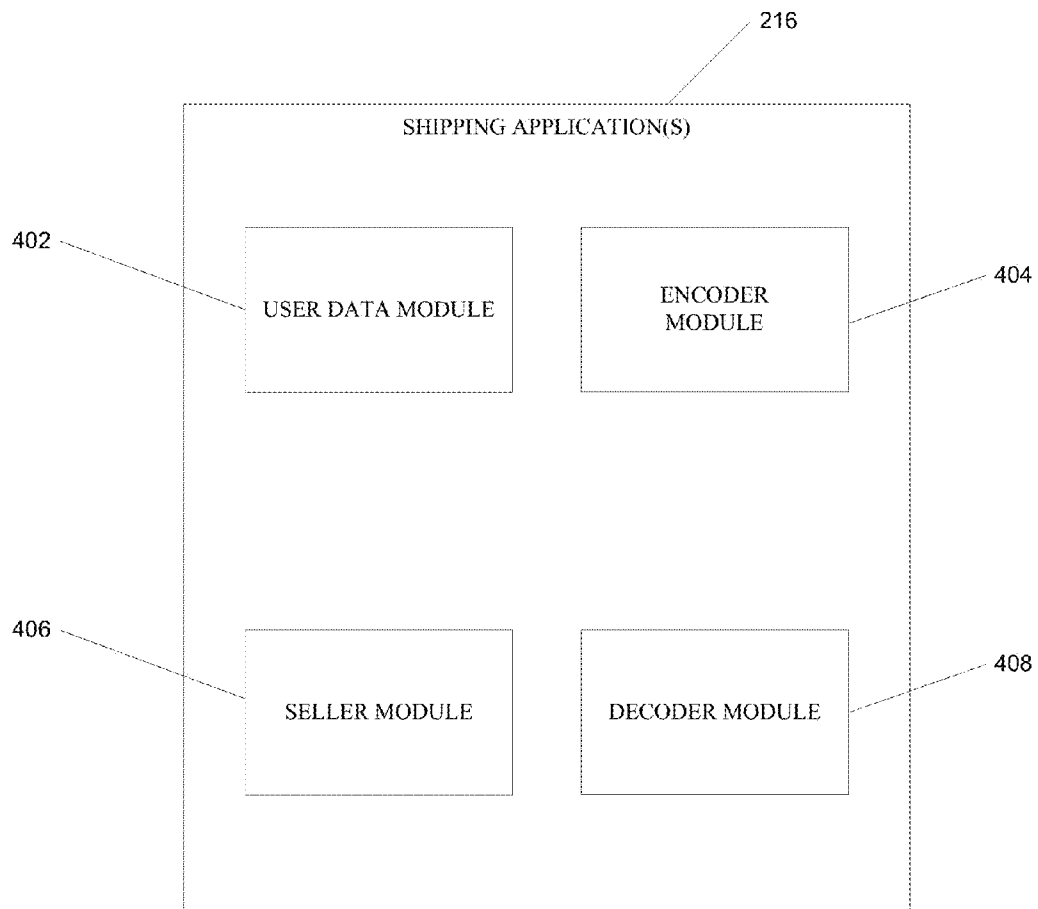 216
SHIPPING APPLICATION(S)
402
USER DATA MODULE
ENCODER
MODULE
404
406
SELLER MODULE
DECODER MODULE
408